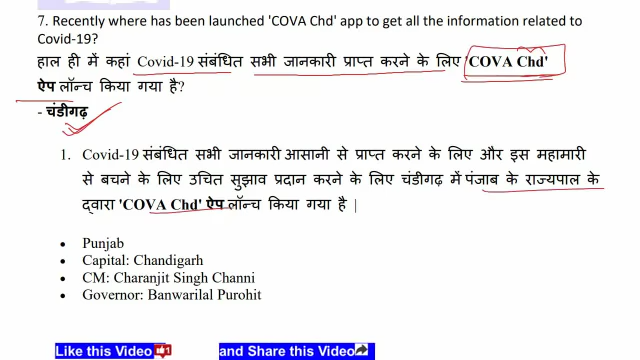 7. Recently where has been launched 'COVA Chd' app to get all the information related to
Covid-19?
हाल ही में कहां Covid-19 संबंधित सभी जानकारी प्राप्त करने के लिए 'COVA Chd'
ऐप लॉन्च किया गया है?
- चंडीगढ़
1. Covid-19 संबंधित सभी जानकारी आसानी से प्राप्त करने के लिए और इस महामारी
से बचने के लिए उचित सुझाव प्रदान करने के लिए चंडीगढ़ में पंजाब के राज्यपाल के
द्वारा 'COVA Chd' ऐप लॉन्च किया गया है |
• Punjab
• Capital: Chandigarh
• CM: Charanjit Singh Channi
• Governor: Banwarilal Purohit
Like this Video and Share this Video